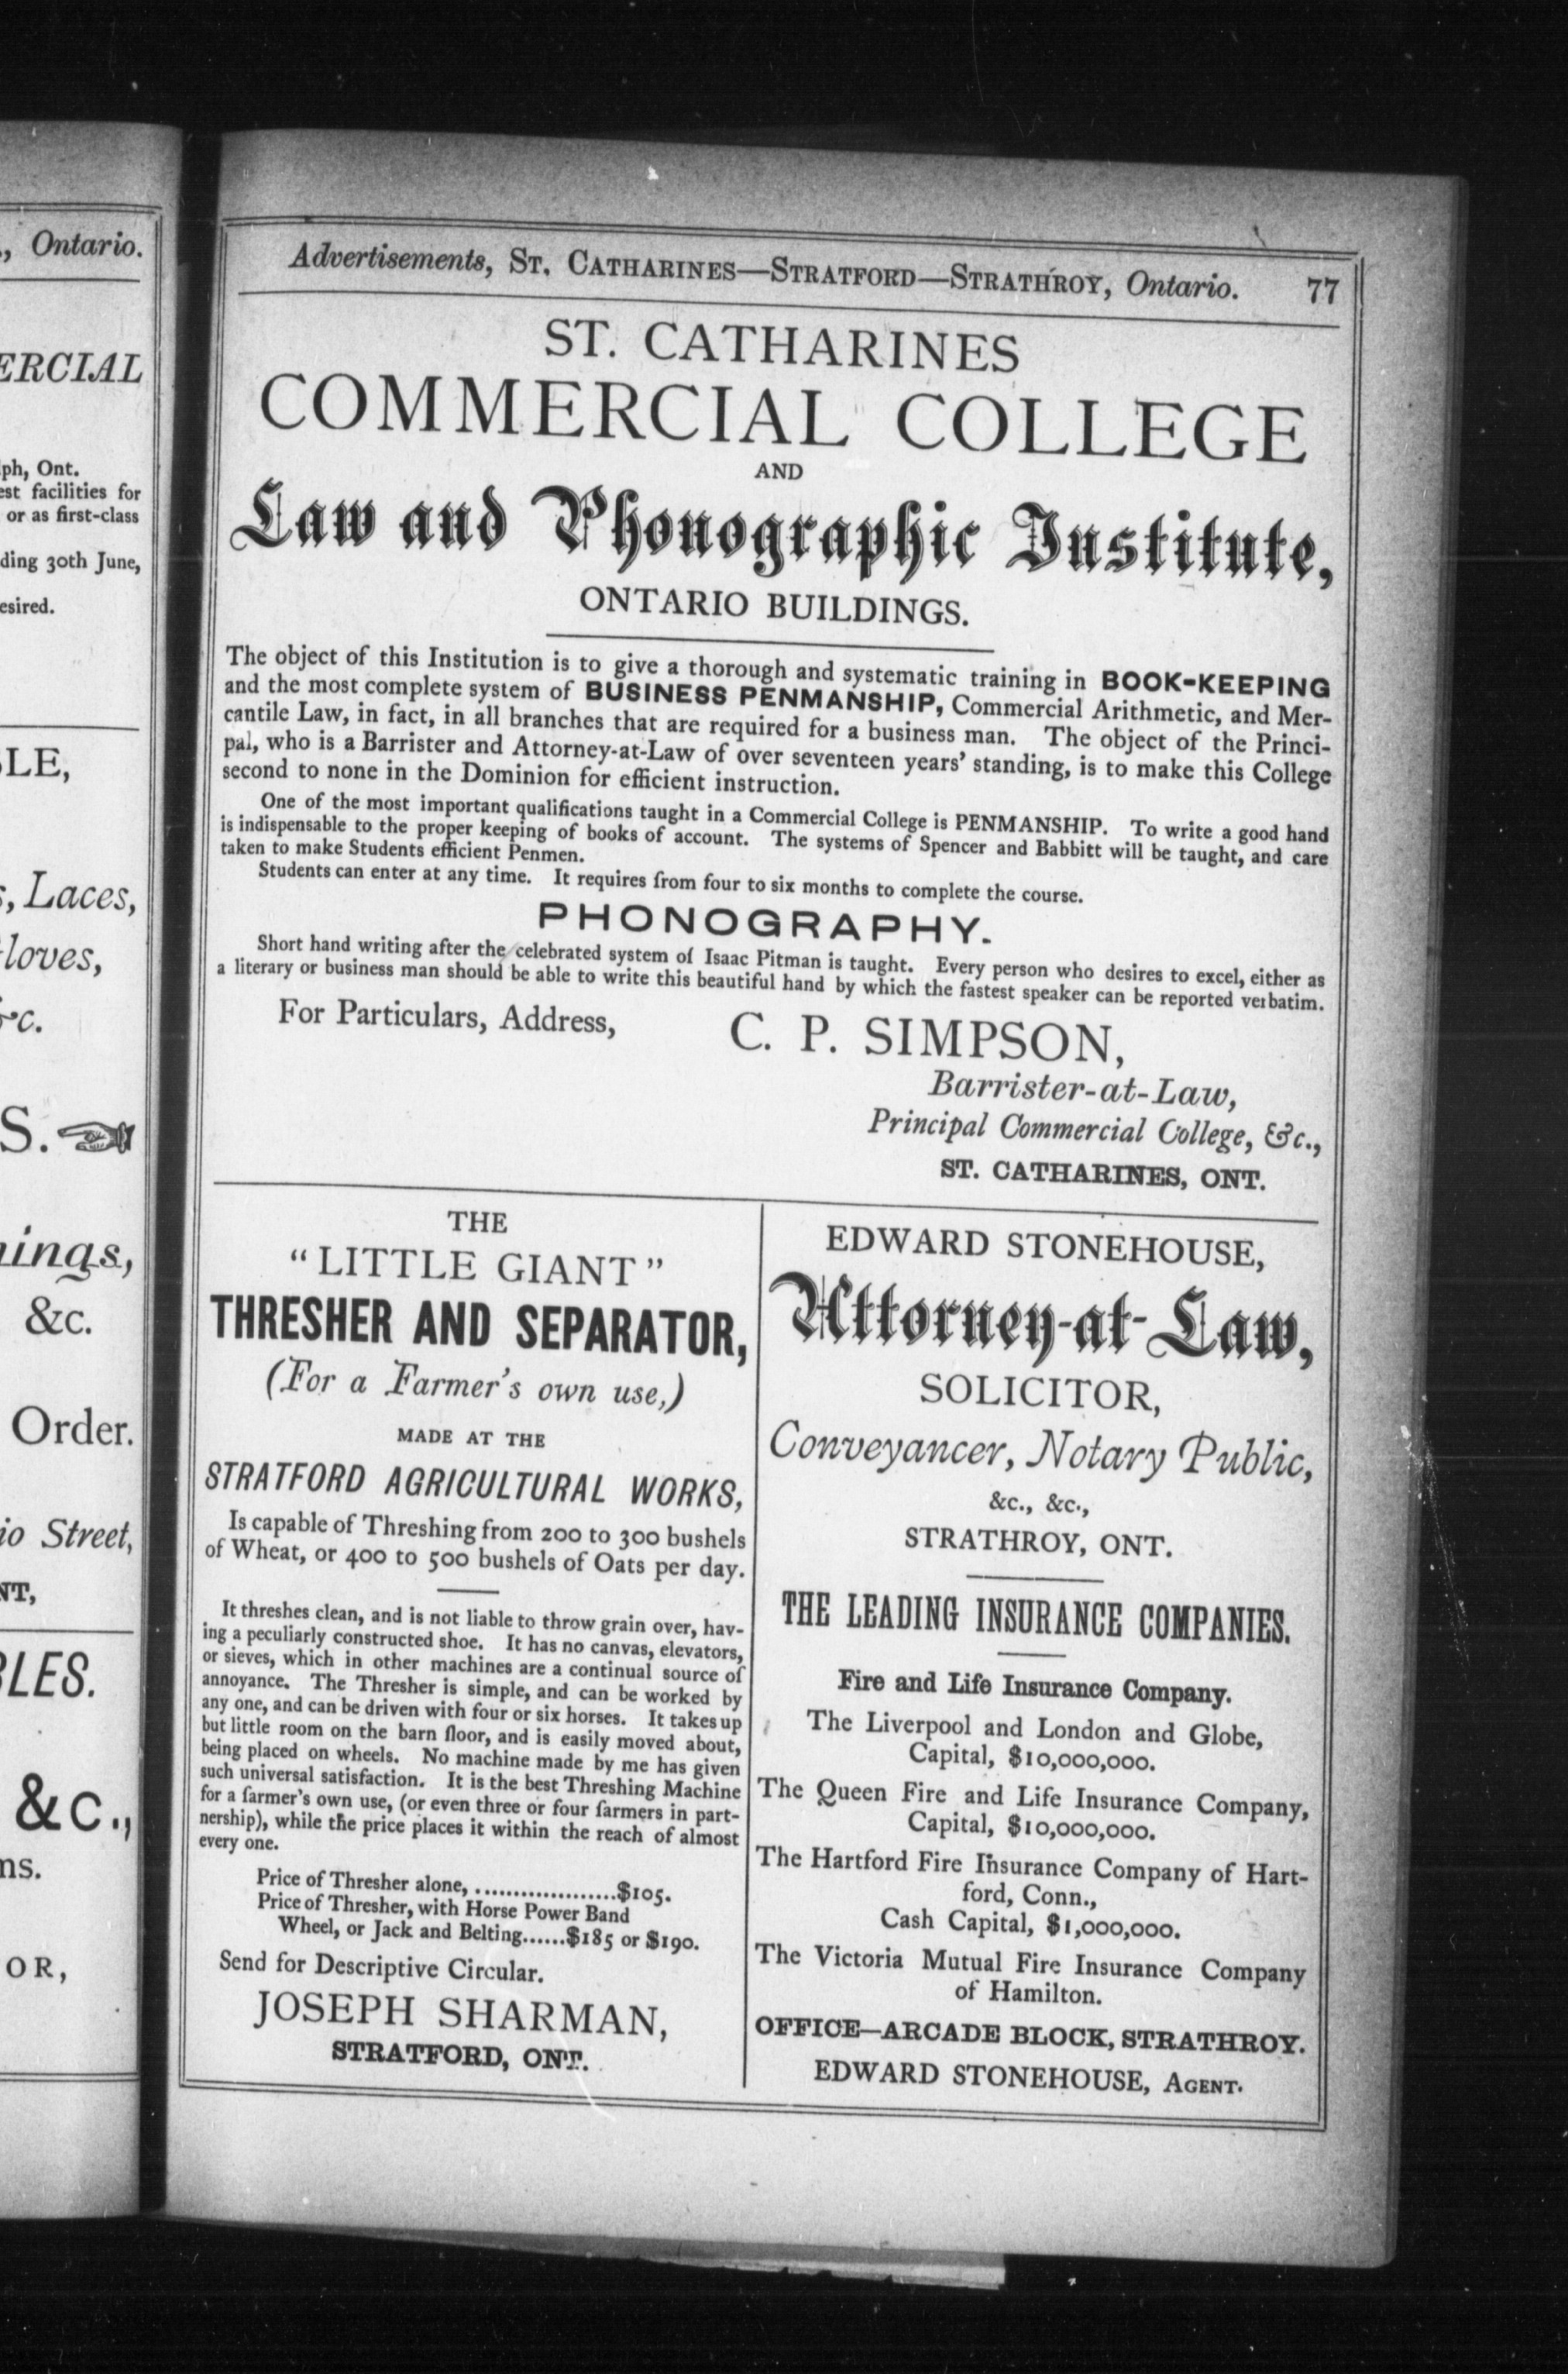 , Ontario.
ERCIAL
ph, Ont.
est facilities for
or as first-class
ding 30th June,
esired.
LE,
, Laces,
loves,
&c.
S.
ings,
&c.
Order.
io Street,
NT,
BLES.
&c.,
ms.
OR,
Advertisements, ST. CATHARINES—STRATFORD—STRATHROY, Ontario. 77
ST. CATHARINES
COMMERCIAL COLLEGE
AND
Law and Phonographic Institute,
ONTARIO BUILDINGS.
The object of this Institution is to give a thorough and systematic training in BOOK-KEEPING
and the most complete system of BUSINESS PENMANSHIP, Commercial Arithmetic, and Mer-
cantile Law, in fact, in all branches that are required for a business man. The object of the Princi-
pal, who is a Barrister and Attorney-at-Law of over seventeen years' standing, is to make this College
second to none in the Dominion for efficient instruction.
One of the most important qualifications taught in a Commercial College is PENMANSHIP. To write a good hand
is indispensable to the proper keeping of books of account. The systems of Spencer and Babbitt will be taught, and care
taken to make Students efficient Penmen.
Students can enter at any time. It requires from four to six months to complete the course.
PHONOGRAPHY.
Short hand writing after the celebrated system of Isaac Pitman is taught. Every person who desires to excel, either as
a literary or business man should be able to write this beautiful hand by which the fastest speaker can be reported verbatim.
For Particulars, Address,
C. P. SIMPSON,
Barrister-at-Law,
Principal Commercial College, &c.,
ST. CATHARINES, ONT.
THE
"LITTLE GIANT"
THRESHER AND SEPARATOR,
(For a Farmer's own use,)
MADE AT THE
STRATFORD AGRICULTURAL WORKS,
Is capable of Threshing from 200 to 300 bushels
of Wheat, or 400 to 500 bushels of Oats per day.
It threshes clean, and is not liable to throw grain over, hav-
ing a peculiarly constructed shoe. It has no canvas, elevators,
or sieves, which in other machines are a continual source of
annoyance. The Thresher is simple, and can be worked by
any one, and can be driven with four or six horses. It takes up
but little room on the barn floor, and is easily moved about,
being placed on wheels. No machine made by me has given
such universal satisfaction. It is the best Threshing Machine
for a farmer's own use, (or even three or four farmers in part-
nership), while the price places it within the reach of almost
every one.
Price of Thresher alone, ...................$105.
Price of Thresher, with Horse Power Band
Wheel, or Jack and Belting......$185 or $190.
Send for Descriptive Circular.
JOSEPH SHARMAN,
STRATFORD, ONT.
EDWARD STONEHOUSE,
Attorney-at-Law,
SOLICITOR,
Conveyancer, Notary Public,
&c., &c.,
STRATHROY, ONT.
THE LEADING INSURANCE COMPANIES.
Fire and Life Insurance Company.
The Liverpool and London and Globe,
Capital, $10,000,000.
The Queen Fire and Life Insurance Company,
Capital, $10,000,000.
The Hartford Fire Insurance Company of Hart-
ford, Conn.,
Cash Capital, $1,000,000.
The Victoria Mutual Fire Insurance Company
of Hamilton.
OFFICE—ARCADE BLOCK, STRATHROY.
EDWARD STONEHOUSE, AGENT.